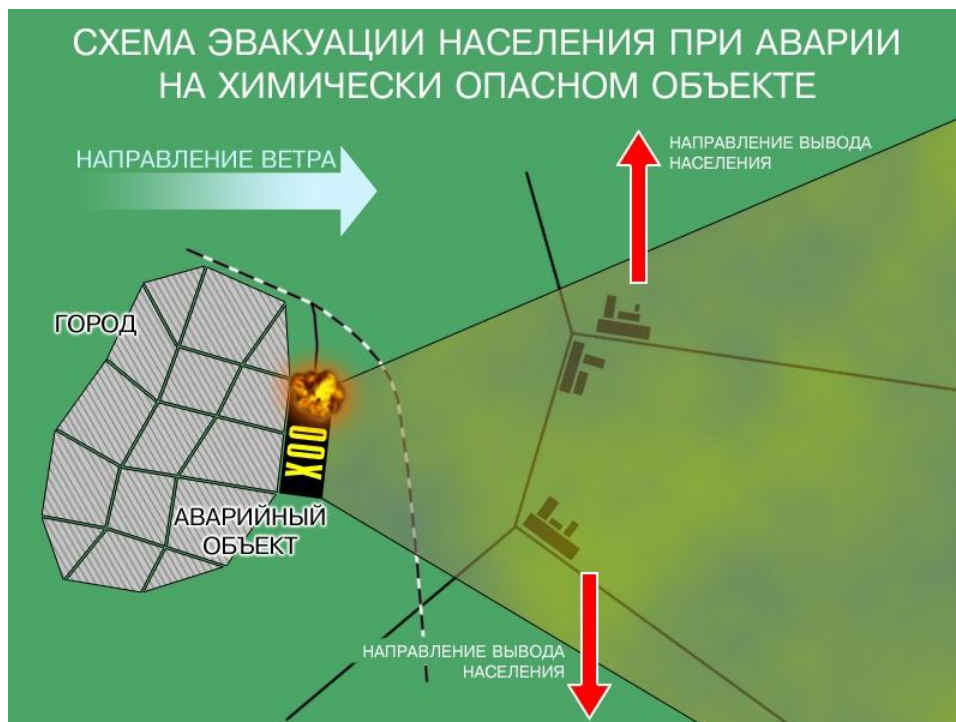 СХЕМА ЭВАКУАЦИИ НАСЕЛЕНИЯ ПРИ АВАРИИ
НА ХИМИЧЕСКИ ОПАСНОМ ОБЪЕКТЕ
НАПРАВЛЕНИЕ ВЕТРА
НАПРАВЛЕНИЕ ВЫВОДА
НАСЕЛЕНИЯ
ГОРОД
ХОО
АВАРИЙНЫЙ
ОБЪЕКТ
НАПРАВЛЕНИЕ ВЫВОДА
НАСЕЛЕНИЯ